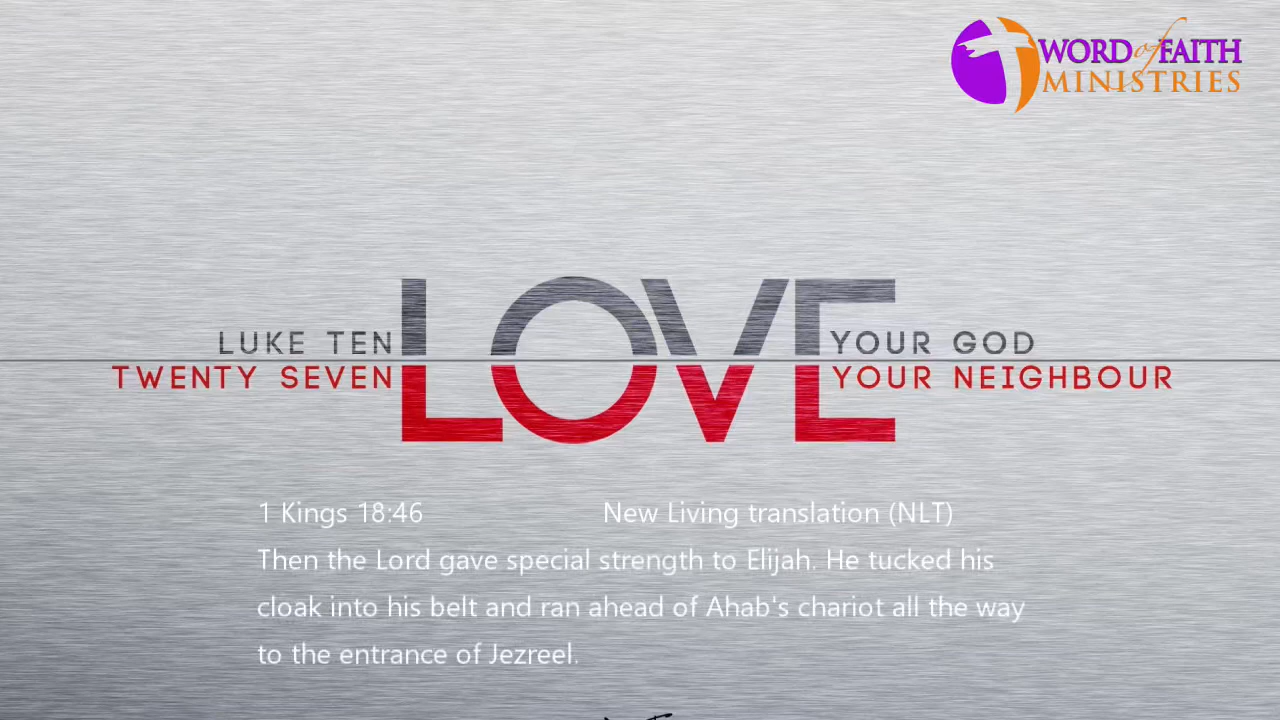 WORD of FAITH
MINISTRIES
LUKE TEN
TWENTY SEVEN
LOVE
YOUR GOD
YOUR NEIGHBOUR
1 Kings 18:46 New Living translation (NLT)
Then the Lord gave special strength to Elijah. He tucked his
cloak into his belt and ran ahead of Ahab's chariot all the way
to the entrance of Jezreel.